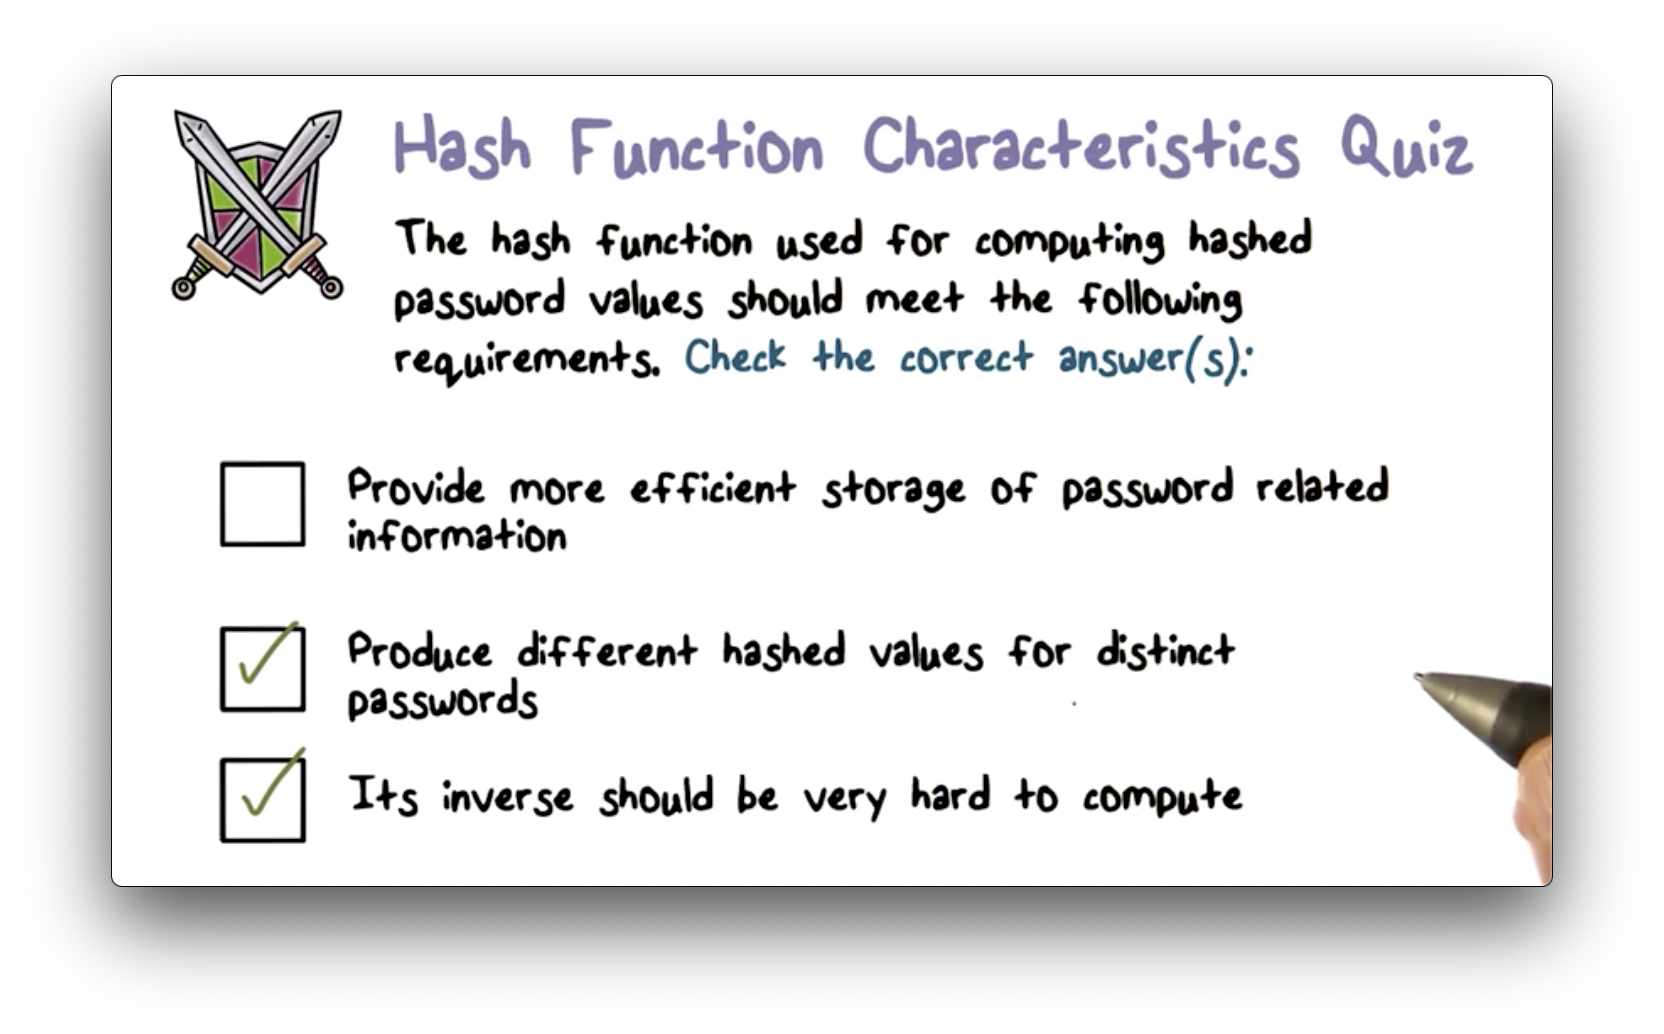 Hash Function Characteristics Quiz
The hash function used for computing hashed
password values should meet the following
requirements. Check the correct answer(s):
Provide more efficient storage of password related
information
Produce different hashed values for distinct
passwords
Its inverse should be very hard to compute